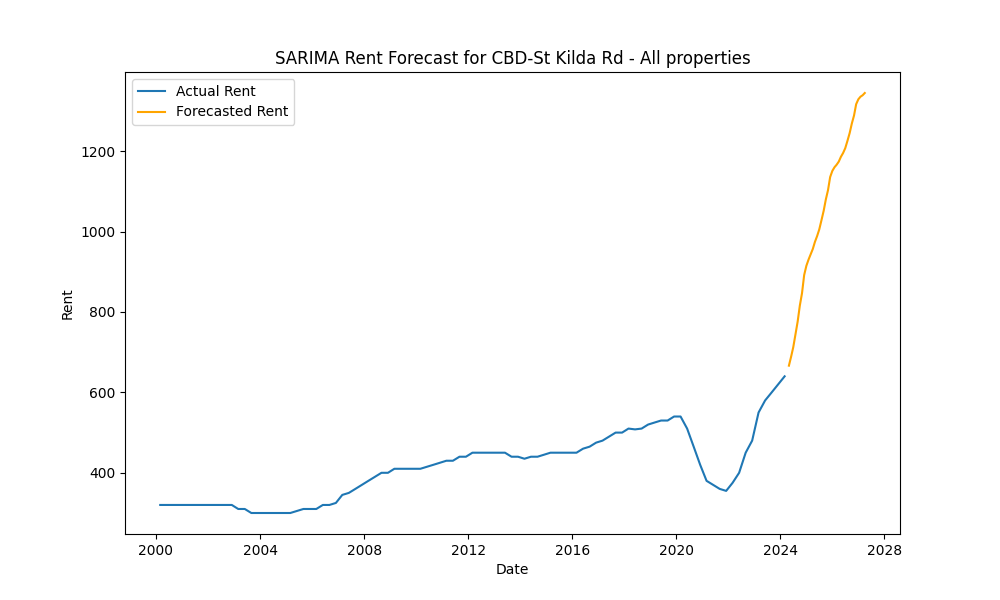 SARIMA Rent Forecast for CBD-St Kilda Rd - All properties
Actual Rent
Forecasted Rent
1200
1000
800
600
400
Rent
2000 2004 2008 2012 2016 2020 2024 2028
Date